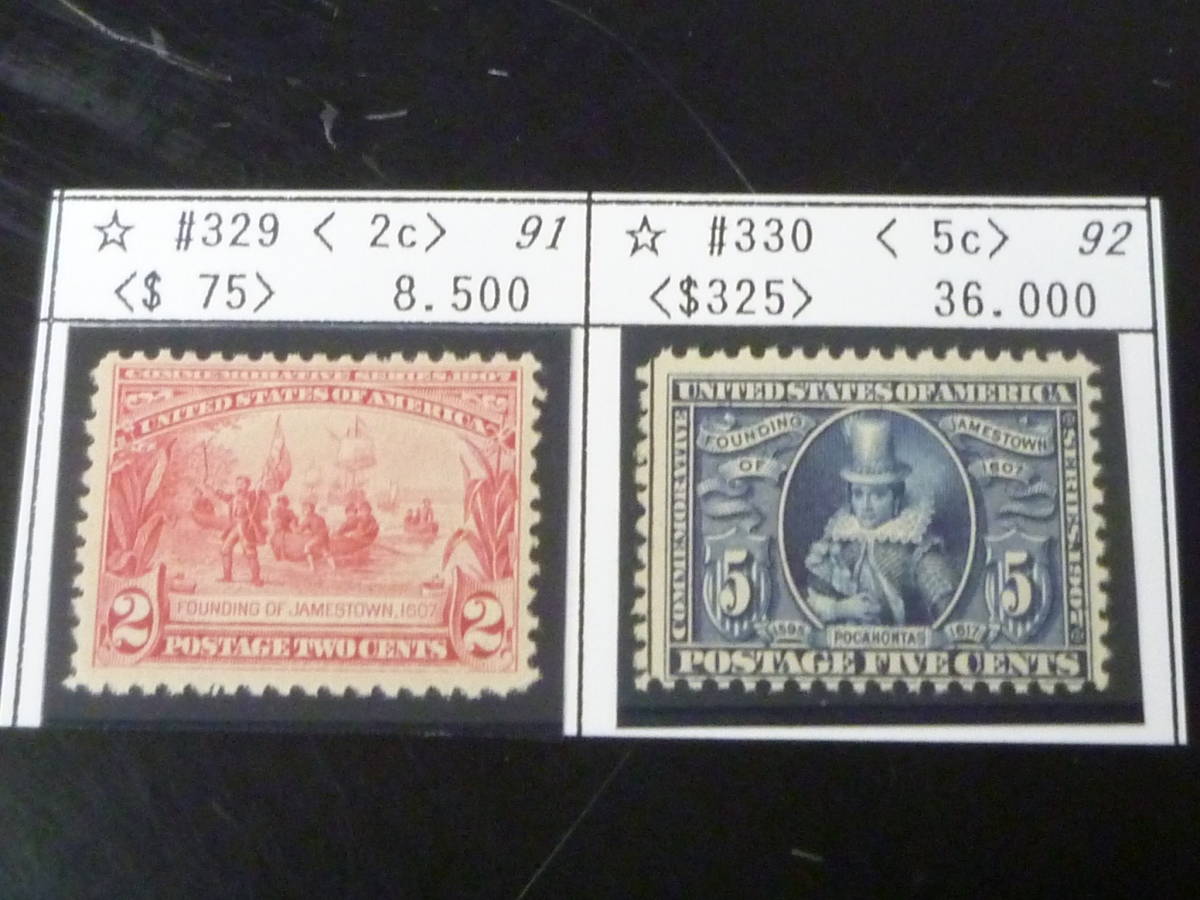 ☆ #329 < 2c> 91
<$ 75> 8.500
☆ #330 < 5c> 92
<$325> 36.000
COMMEMORATIVE SERIES, 1907
UNITED STATES OF AMERICA
2 FOUNDING OF JAMESTOWN, 1607 2
POSTAGE TWO CENTS
UNITED STATES OF AMERICA
COMMEMORATIVE
FOUNDING OF
JAMESTOWN 1607
SERIES 1907
5 5
1595 POCAHONTAS 1617
POSTAGE FIVE CENTS